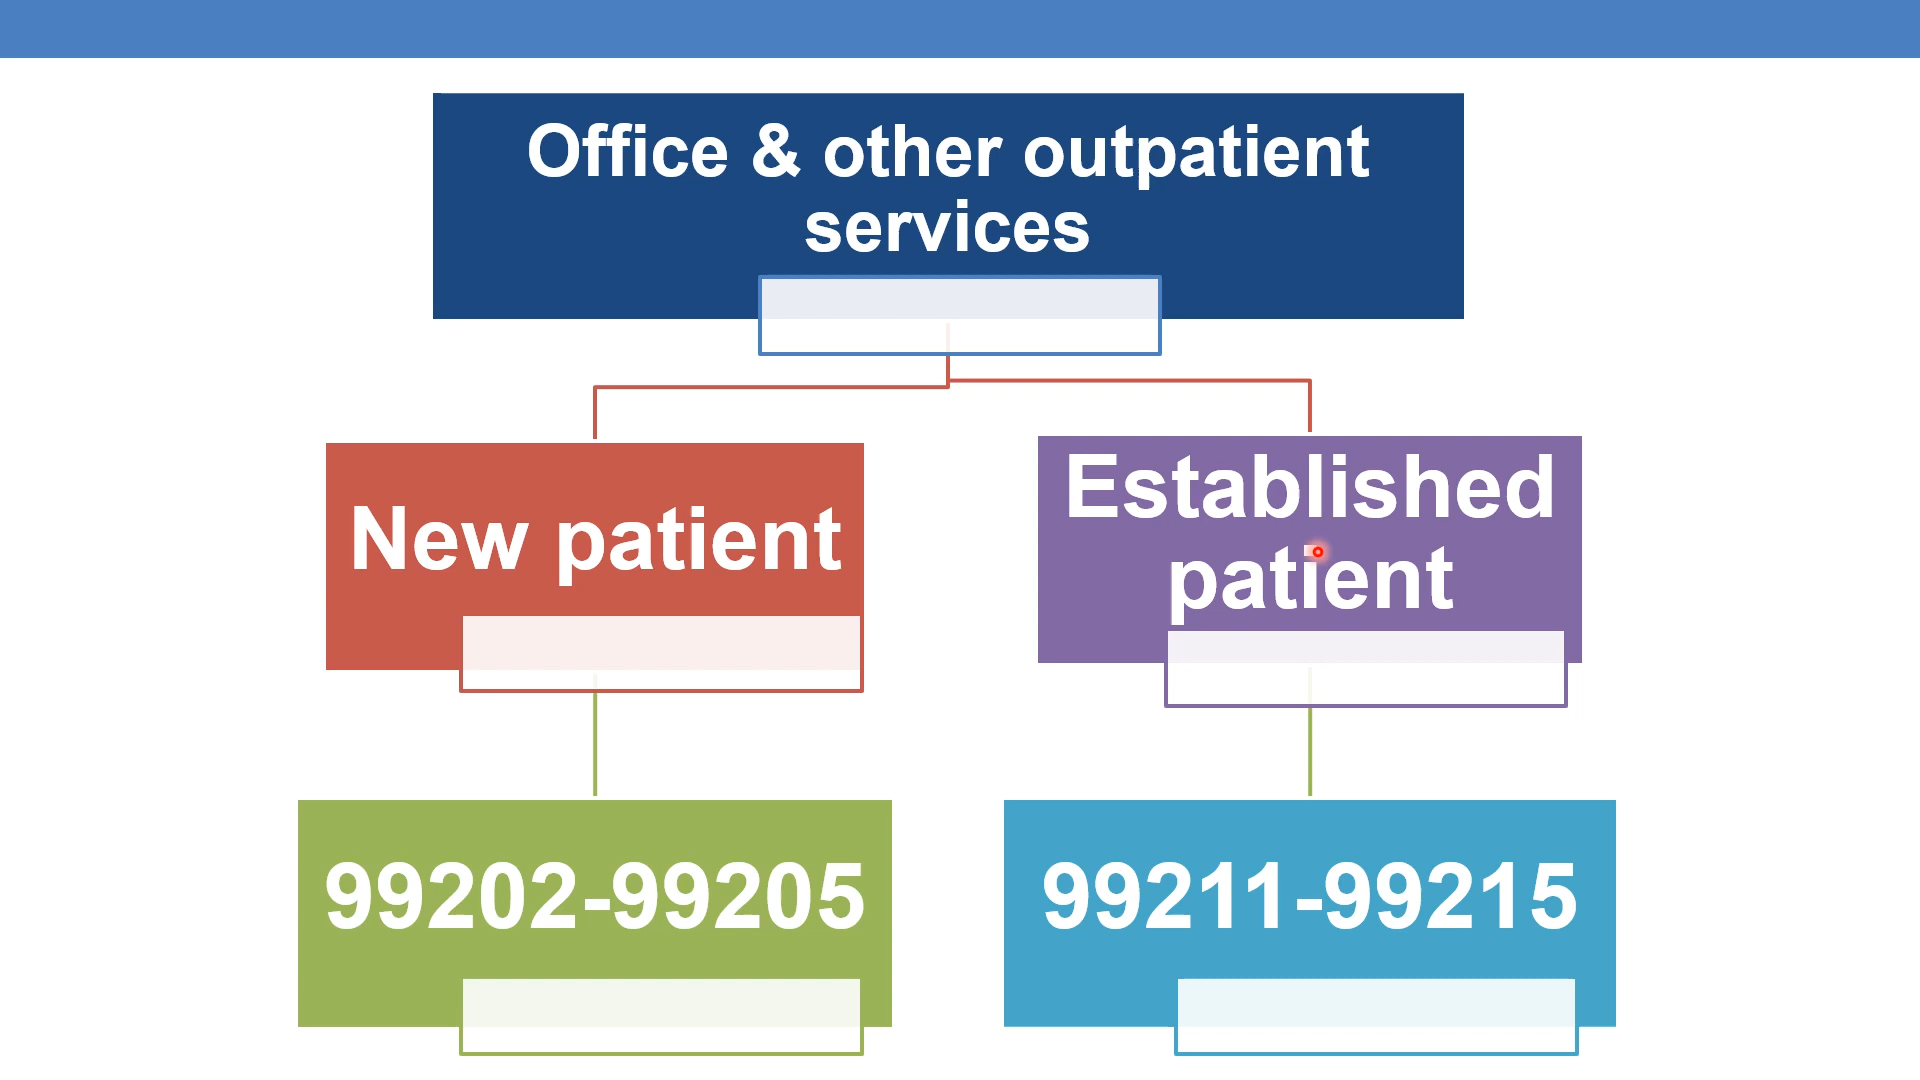 Office & other outpatient
services
New patient
Established
patient
99202-99205
99211-99215